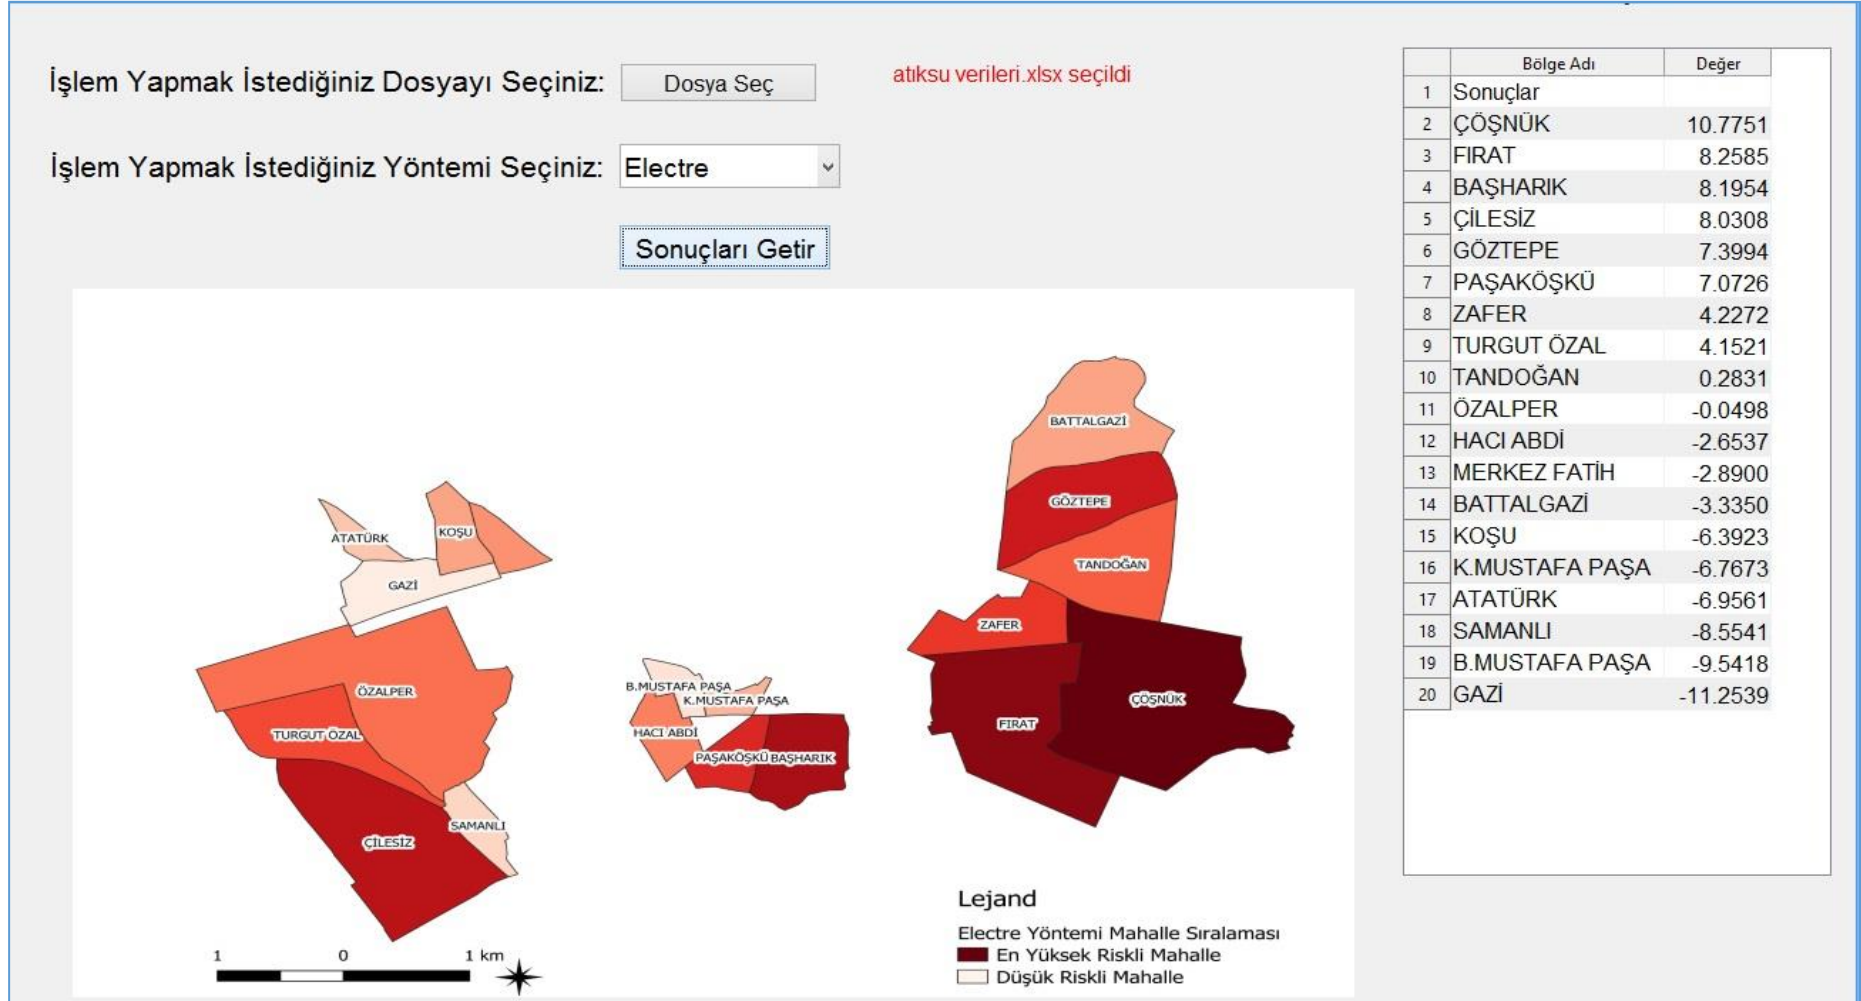 İşlem Yapmak İstediğiniz Dosyayı Seçiniz:
Dosya Seç
atıksu verileri.xlsx seçildi
İşlem Yapmak İstediğiniz Yöntemi Seçiniz:
Electre
Sonuçları Getir
Bölge Adı Değer
1 Sonuçlar
2 ÇÖŞNÜK 10.7751
3 FIRAT 8.2585
4 BAŞHARIK 8.1954
5 ÇİLESİZ 8.0308
6 GÖZTEPE 7.3994
7 PAŞAKÖŞKÜ 7.0726
8 ZAFER 4.2272
9 TURGUT ÖZAL 4.1521
10 TANDOĞAN 0.2831
11 ÖZALPER -0.0498
12 HACI ABDİ -2.6537
13 MERKEZ FATİH -2.8900
14 BATTALGAZİ -3.3350
15 KOŞU -6.3923
16 K.MUSTAFA PAŞA -6.7673
17 ATATÜRK -6.9561
18 SAMANLI -8.5541
19 B.MUSTAFA PAŞA -9.5418
20 GAZİ -11.2539
ATATÜRK
KOŞU
GAZİ
ÖZALPER
TURGUT ÖZAL
SAMANLI
ÇİLESİZ
B.MUSTAFA PAŞA
K.MUSTAFA PAŞA
HACI ABDİ
PAŞAKÖŞKÜ
BAŞHARIK
BATTALGAZİ
GÖZTEPE
TANDOĞAN
ZAFER
ÇÖŞNÜK
FIRAT
1 0 1 km
Lejand
Electre Yöntemi Mahalle Sıralaması
En Yüksek Riskli Mahalle
Düşük Riskli Mahalle